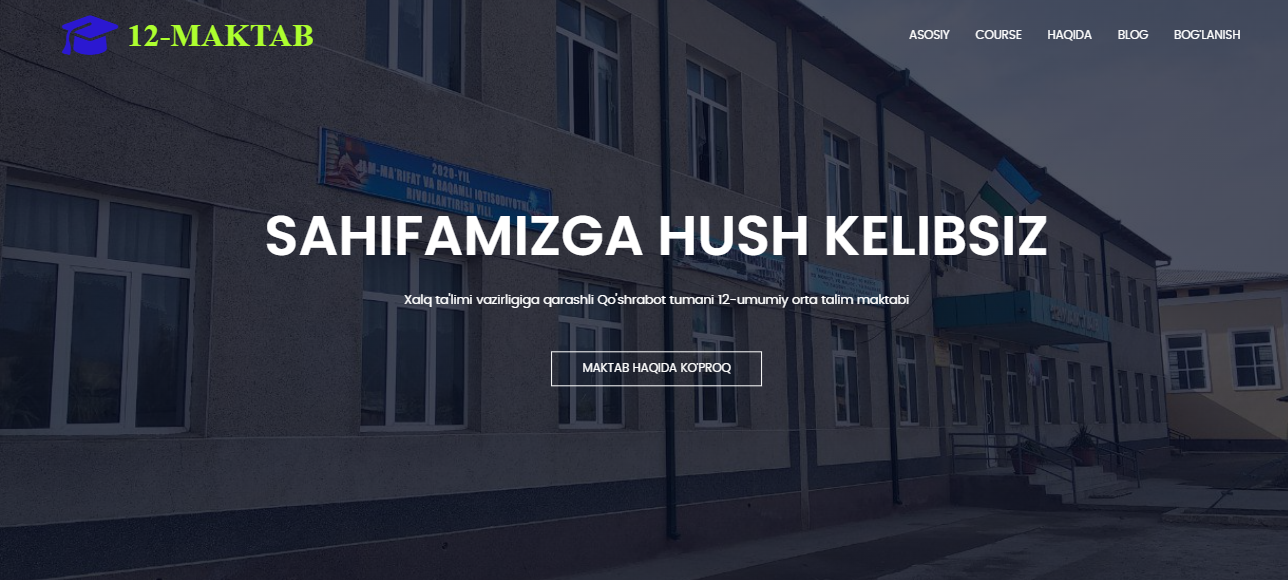 12-MAKTAB
ASOSIY COURSE HAQIDA BLOG BOG'LANISH
2020-YIL
M-MA'RIFAT VA RAQAMLI IQTISODIYOTNI
RIVOJLANTIRISH YILI
SAHIFAMIZGA HUSH KELIBSIZ
Xalq ta'limi vazirligiga qarashli Qo'shrabot tumani 12-umumiy orta talim maktabi
MAKTAB HAQIDA KO'PROQ